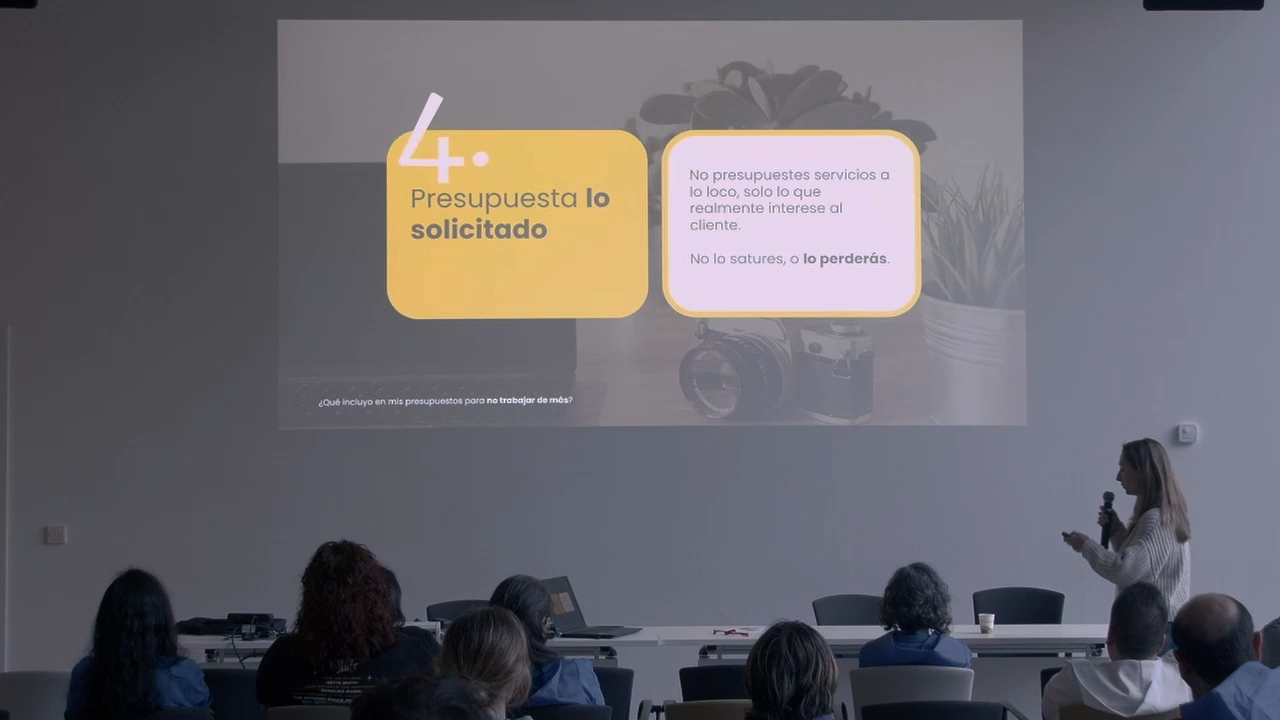 4.
Presupuesta lo
solicitado
No presupuestes servicios a
lo loco, solo lo que
realmente interese al
cliente.
No lo satures, o lo perderás.
¿Qué incluyo en mis presupuestos para no trabajar de más?